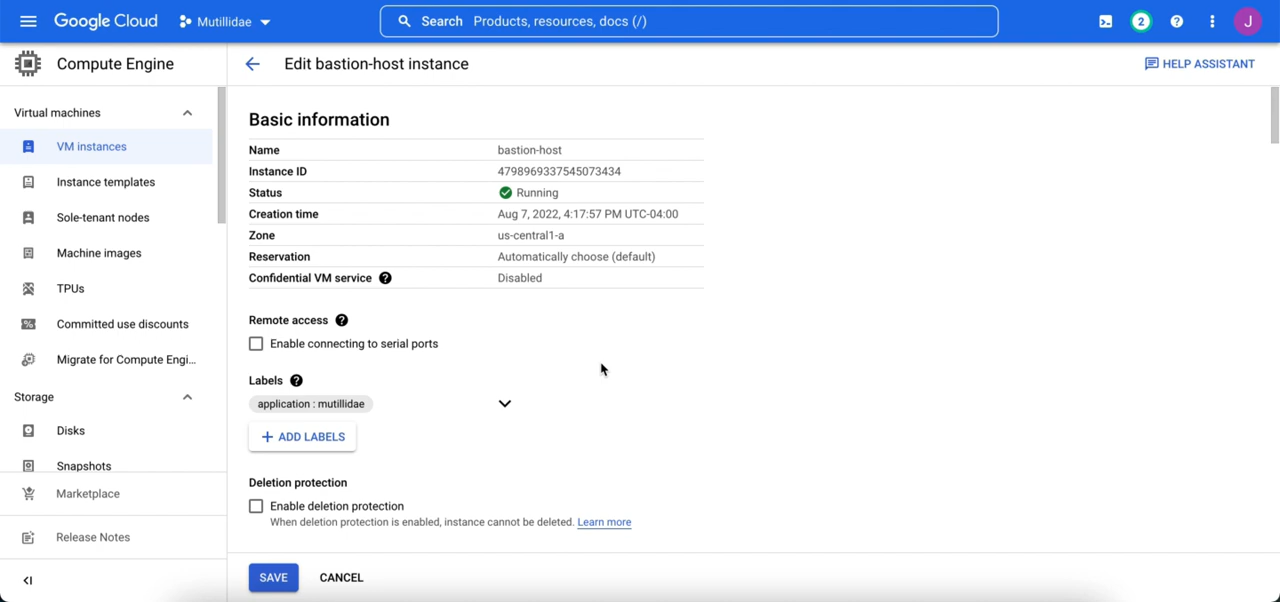 Google Cloud Mutillidae Search Products, resources, docs (/) 2 J
Compute Engine Edit bastion-host instance HELP ASSISTANT
Virtual machines
VM instances
Instance templates
Sole-tenant nodes
Machine images
TPUs
Committed use discounts
Migrate for Compute Engi...
Storage
Disks
Snapshots
Marketplace
Release Notes
Basic information
Name bastion-host
Instance ID 4798969337545073434
Status Running
Creation time Aug 7, 2022, 4:17:57 PM UTC-04:00
Zone us-central1-a
Reservation Automatically choose (default)
Confidential VM service ? Disabled
Remote access ?
Enable connecting to serial ports
Labels ?
application : mutillidae
+ ADD LABELS
Deletion protection
Enable deletion protection
When deletion protection is enabled, instance cannot be deleted. Learn more
SAVE CANCEL